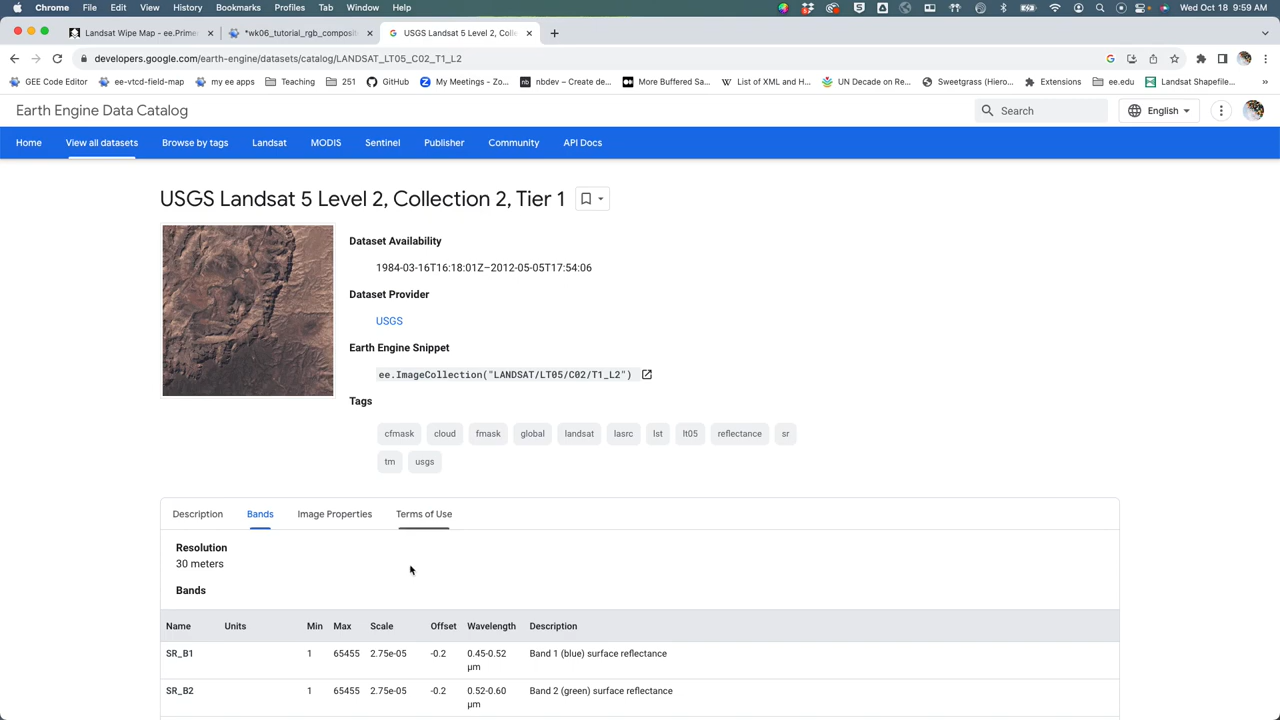 Chrome File Edit View History Bookmarks Profiles Tab Window Help
Wed Oct 18 9:59 AM
Landsat Wipe Map - ee.Prime
*wk06_tutorial_rgb_composit
USGS Landsat 5 Level 2, Colle
developers.google.com/earth-engine/datasets/catalog/LANDSAT_LT05_C02_T1_L2
GEE Code Editor ee-vtcd-field-map my ee apps Teaching 251 GitHub My Meetings - Zo... nbdev – Create de... More Buffered Sa... List of XML and H... UN Decade on Re... Sweetgrass (Hiero... Extensions ee.edu Landsat Shapefile... »
Earth Engine Data Catalog
Search
English
Home View all datasets Browse by tags Landsat MODIS Sentinel Publisher Community API Docs
USGS Landsat 5 Level 2, Collection 2, Tier 1
Dataset Availability
1984-03-16T16:18:01Z–2012-05-05T17:54:06
Dataset Provider
USGS
Earth Engine Snippet
ee.ImageCollection("LANDSAT/LT05/C02/T1_L2")
Tags
cfmask cloud fmask global landsat lasrc lst lt05 reflectance sr
tm usgs
Description Bands Image Properties Terms of Use
Resolution
30 meters
Bands
Name Units Min Max Scale Offset Wavelength Description
SR_B1 1 65455 2.75e-05 -0.2 0.45-0.52 Band 1 (blue) surface reflectance
μm
SR_B2 1 65455 2.75e-05 -0.2 0.52-0.60 Band 2 (green) surface reflectance
μm